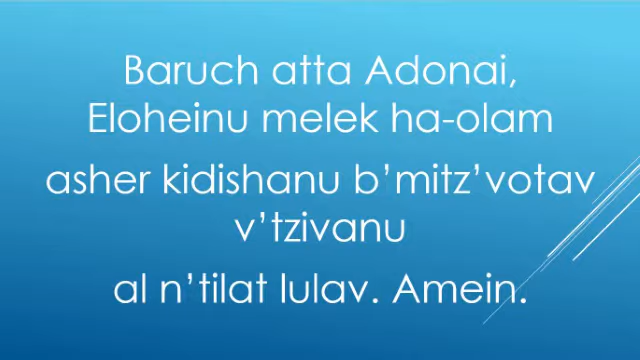 Baruch atta Adonai,
Eloheinu melek ha-olam
asher kidishanu b’mitz’votav
v’tzivanu
al n’tilat lulav. Amein.